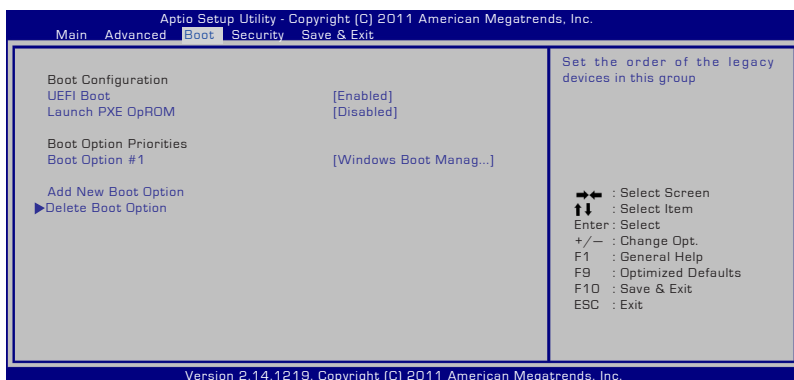 Aptio Setup Utility - Copyright (C) 2011 American Megatrends, Inc.
Main Advanced Boot Security Save & Exit
Boot Configuration
UEFI Boot [Enabled]
Launch PXE OpROM [Disabled]
Boot Option Priorities
Boot Option #1 [Windows Boot Manag...]
Add New Boot Option
Delete Boot Option
Set the order of the legacy
devices in this group
→← : Select Screen
↑↓ : Select Item
Enter : Select
+/— : Change Opt.
F1 : General Help
F9 : Optimized Defaults
F10 : Save & Exit
ESC : Exit
Version 2.14.1219. Copyright (C) 2011 American Megatrends, Inc.